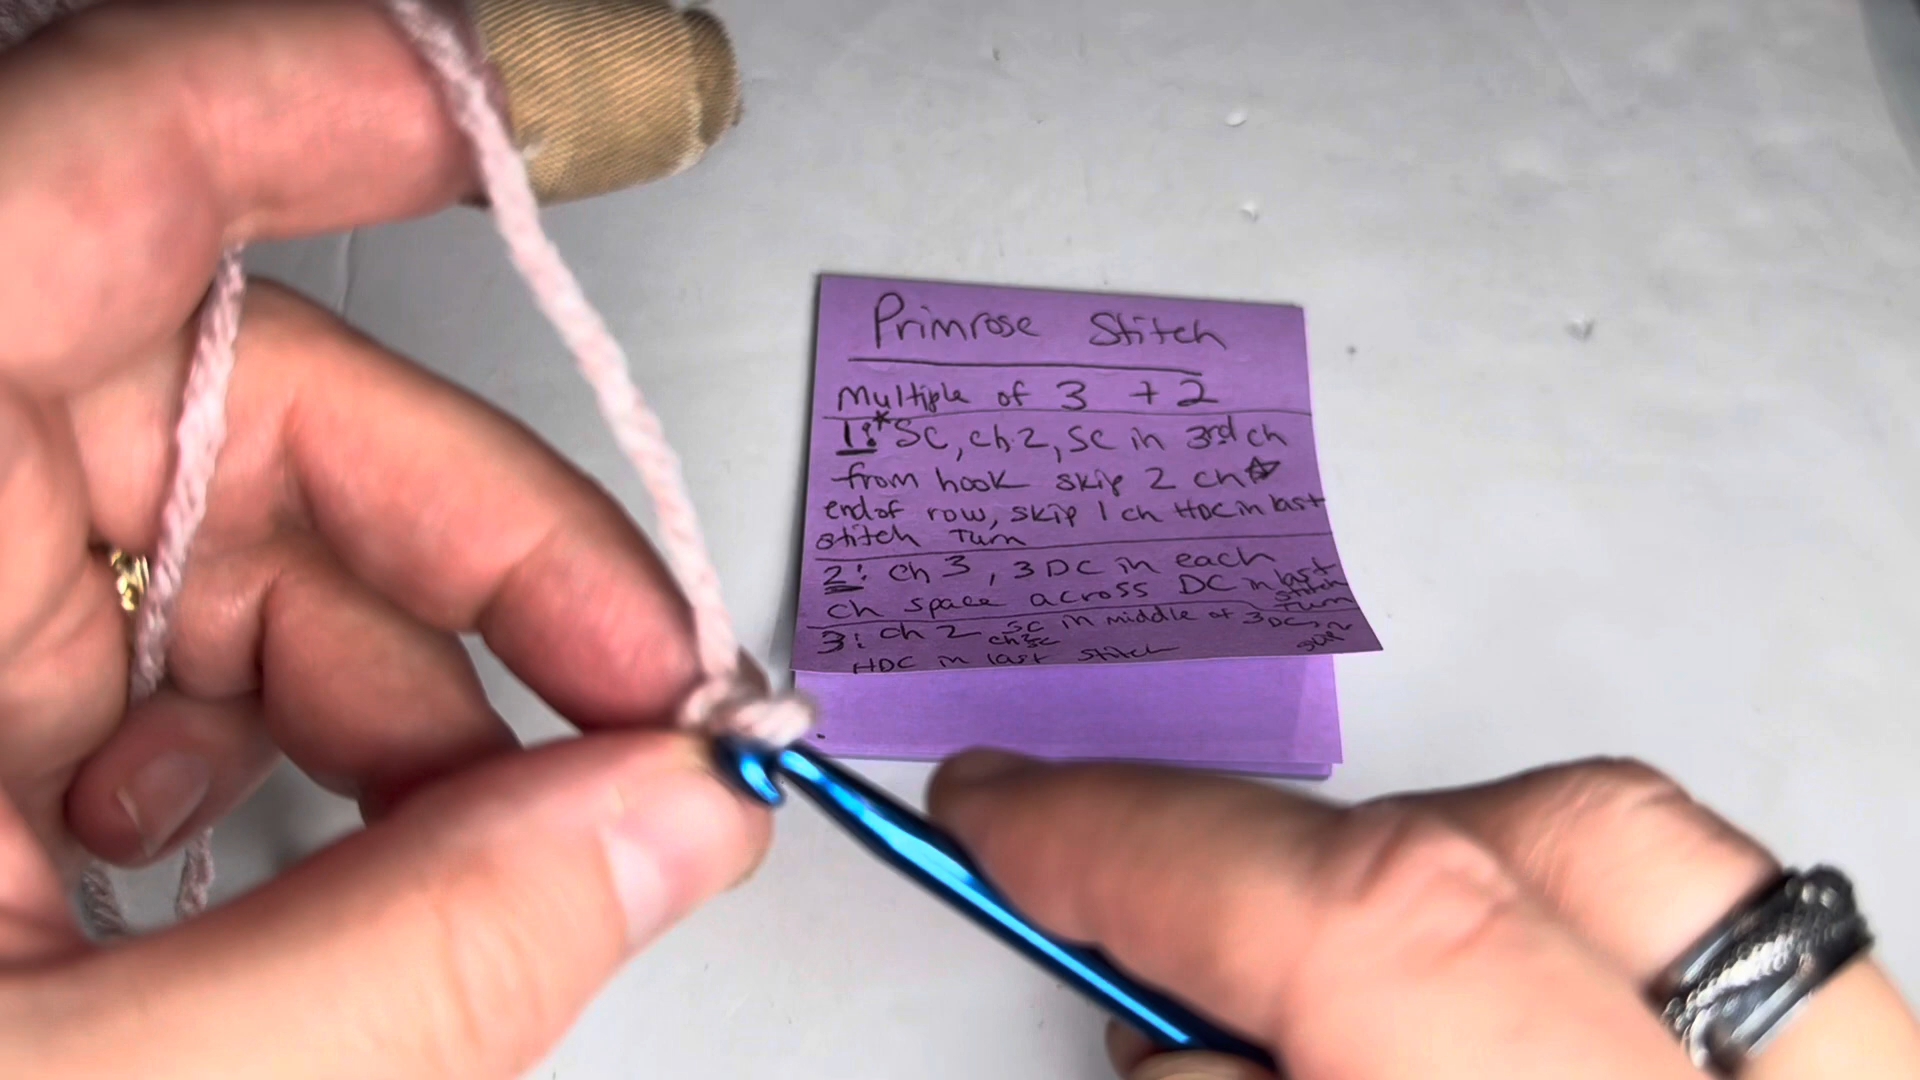 Primrose Stitch
Multiple of 3 + 2
1:* SC, ch 2, SC in 3rd ch
from hook skip 2 ch☆
end of row, skip 1 ch HDC in last
stitch Turn
2: ch 3, 3 DC in each
ch space across DC in last
stitch
Turn
3: ch 2 SC in middle of 3 DC
ch2SC
HDC in last stitch